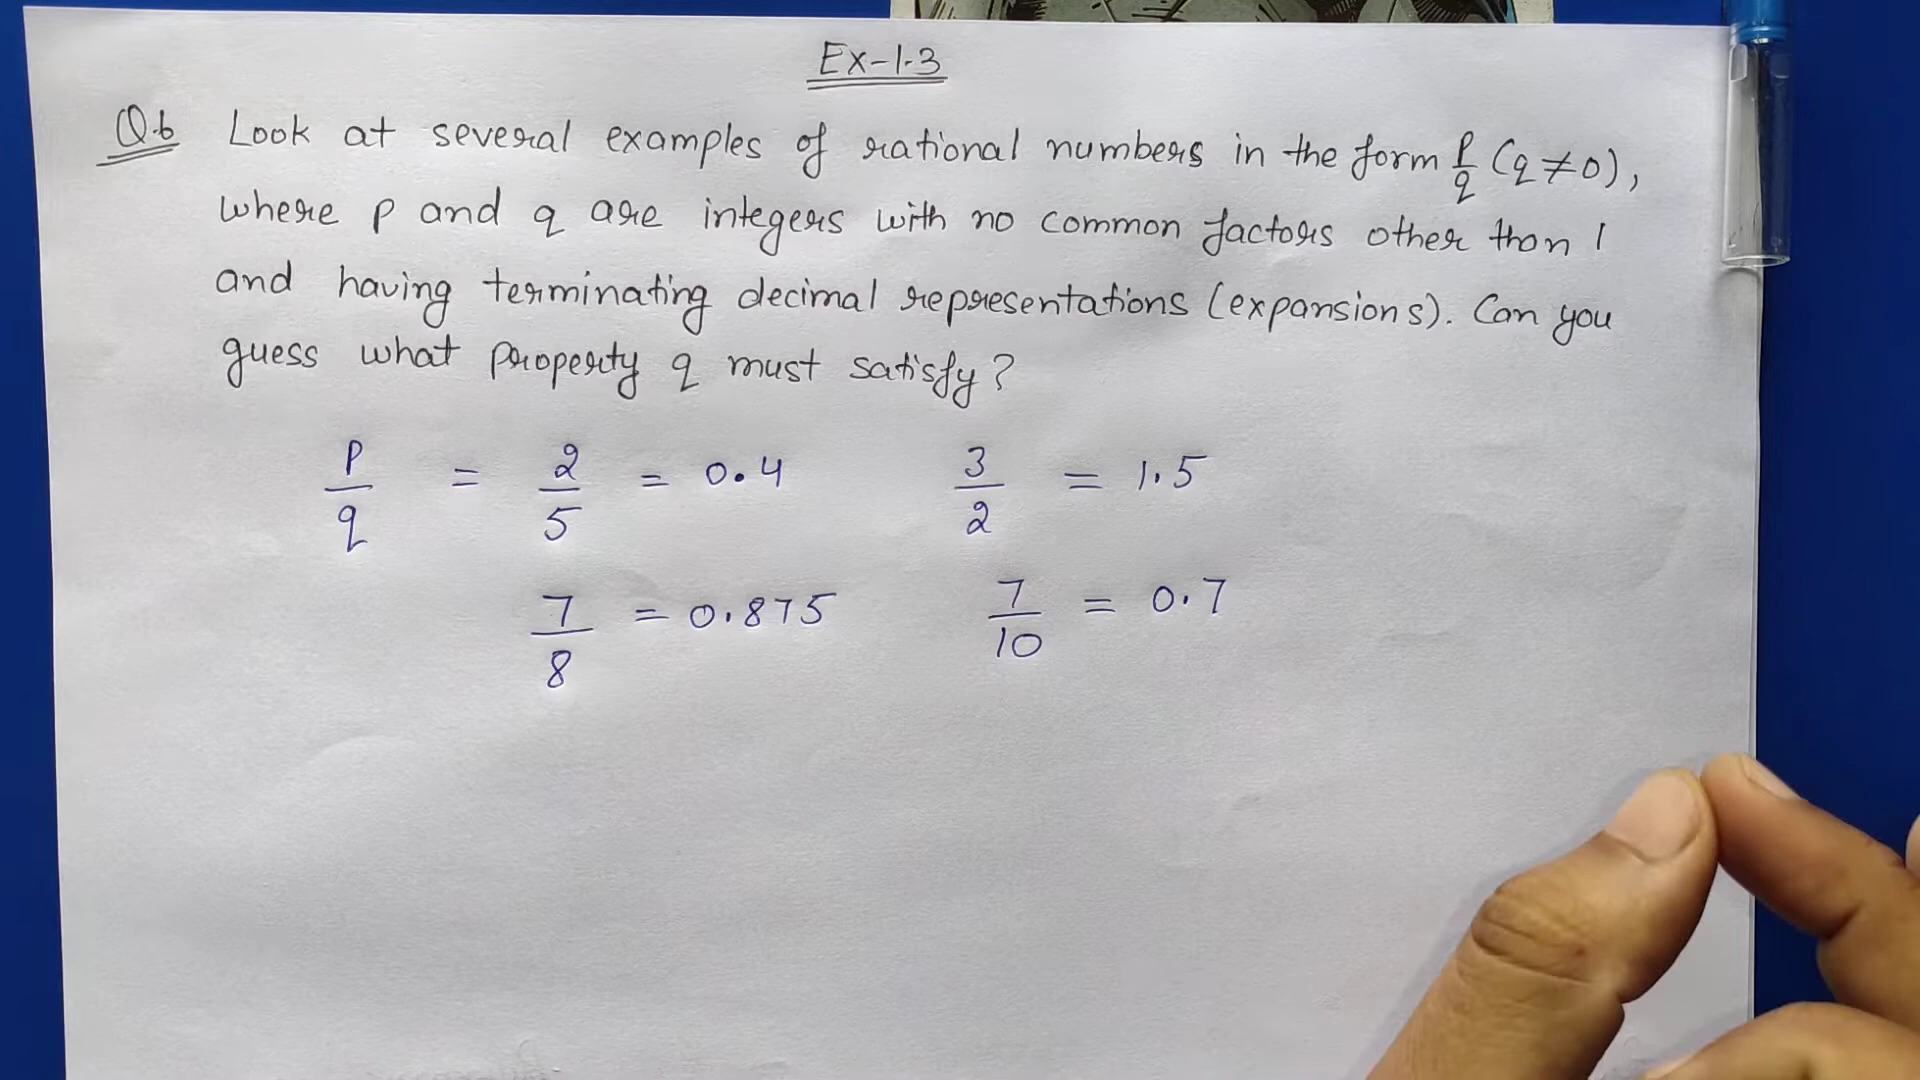 Ex-1.3
Q.6 Look at several examples of rational numbers in the form p/q (q≠0),
where p and q are integers with no common factors other than 1
and having terminating decimal representations (expansions). Can you
guess what property q must satisfy?
p/q = 2/5 = 0.4 3/2 = 1.5
7/8 = 0.875 7/10 = 0.7